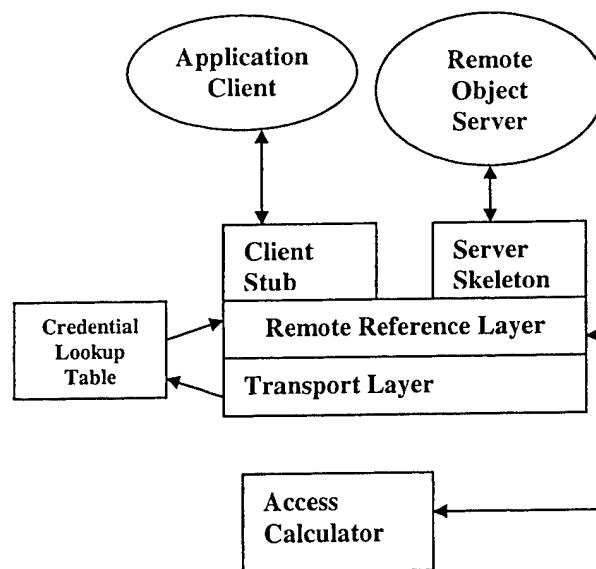 Application
Client
Remote
Object
Server
Client
Stub
Server
Skeleton
Credential
Lookup
Table
Remote Reference Layer
Transport Layer
Access
Calculator